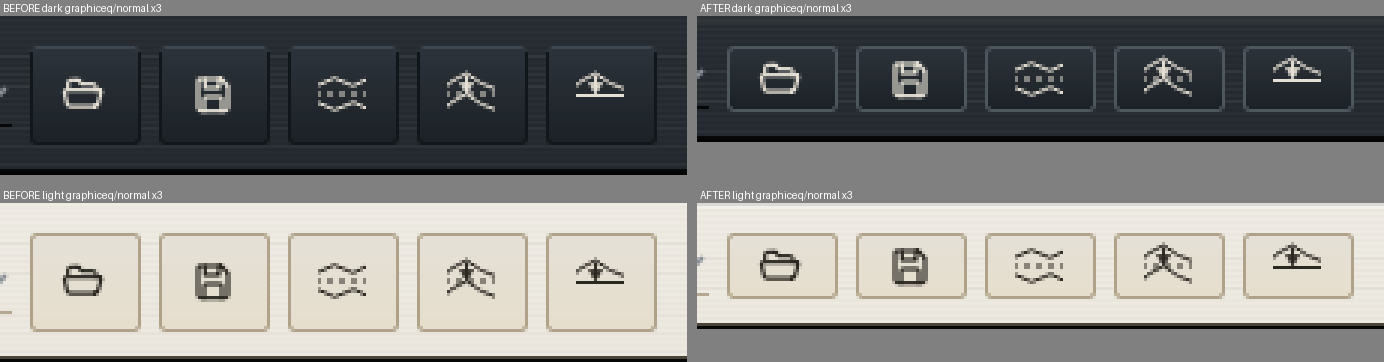 BEFORE dark graphiceq/normal x3
AFTER dark graphiceq/normal x3
BEFORE light graphiceq/normal x3
AFTER light graphiceq/normal x3